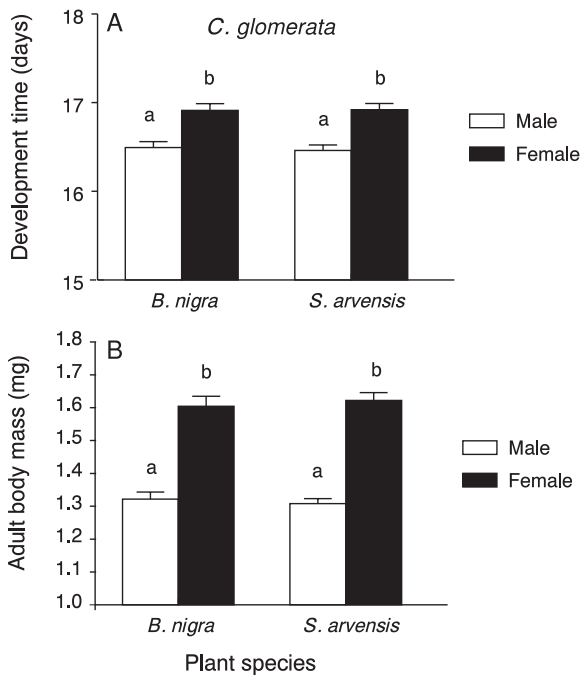 A
C. glomerata
Development time (days)
18
17
16
15
a
b
a
b
Male
Female
B. nigra
S. arvensis
B
Adult body mass (mg)
1.8
1.7
1.6
1.5
1.4
1.3
1.2
1.1
1.0
a
b
a
b
Male
Female
B. nigra
S. arvensis
Plant species